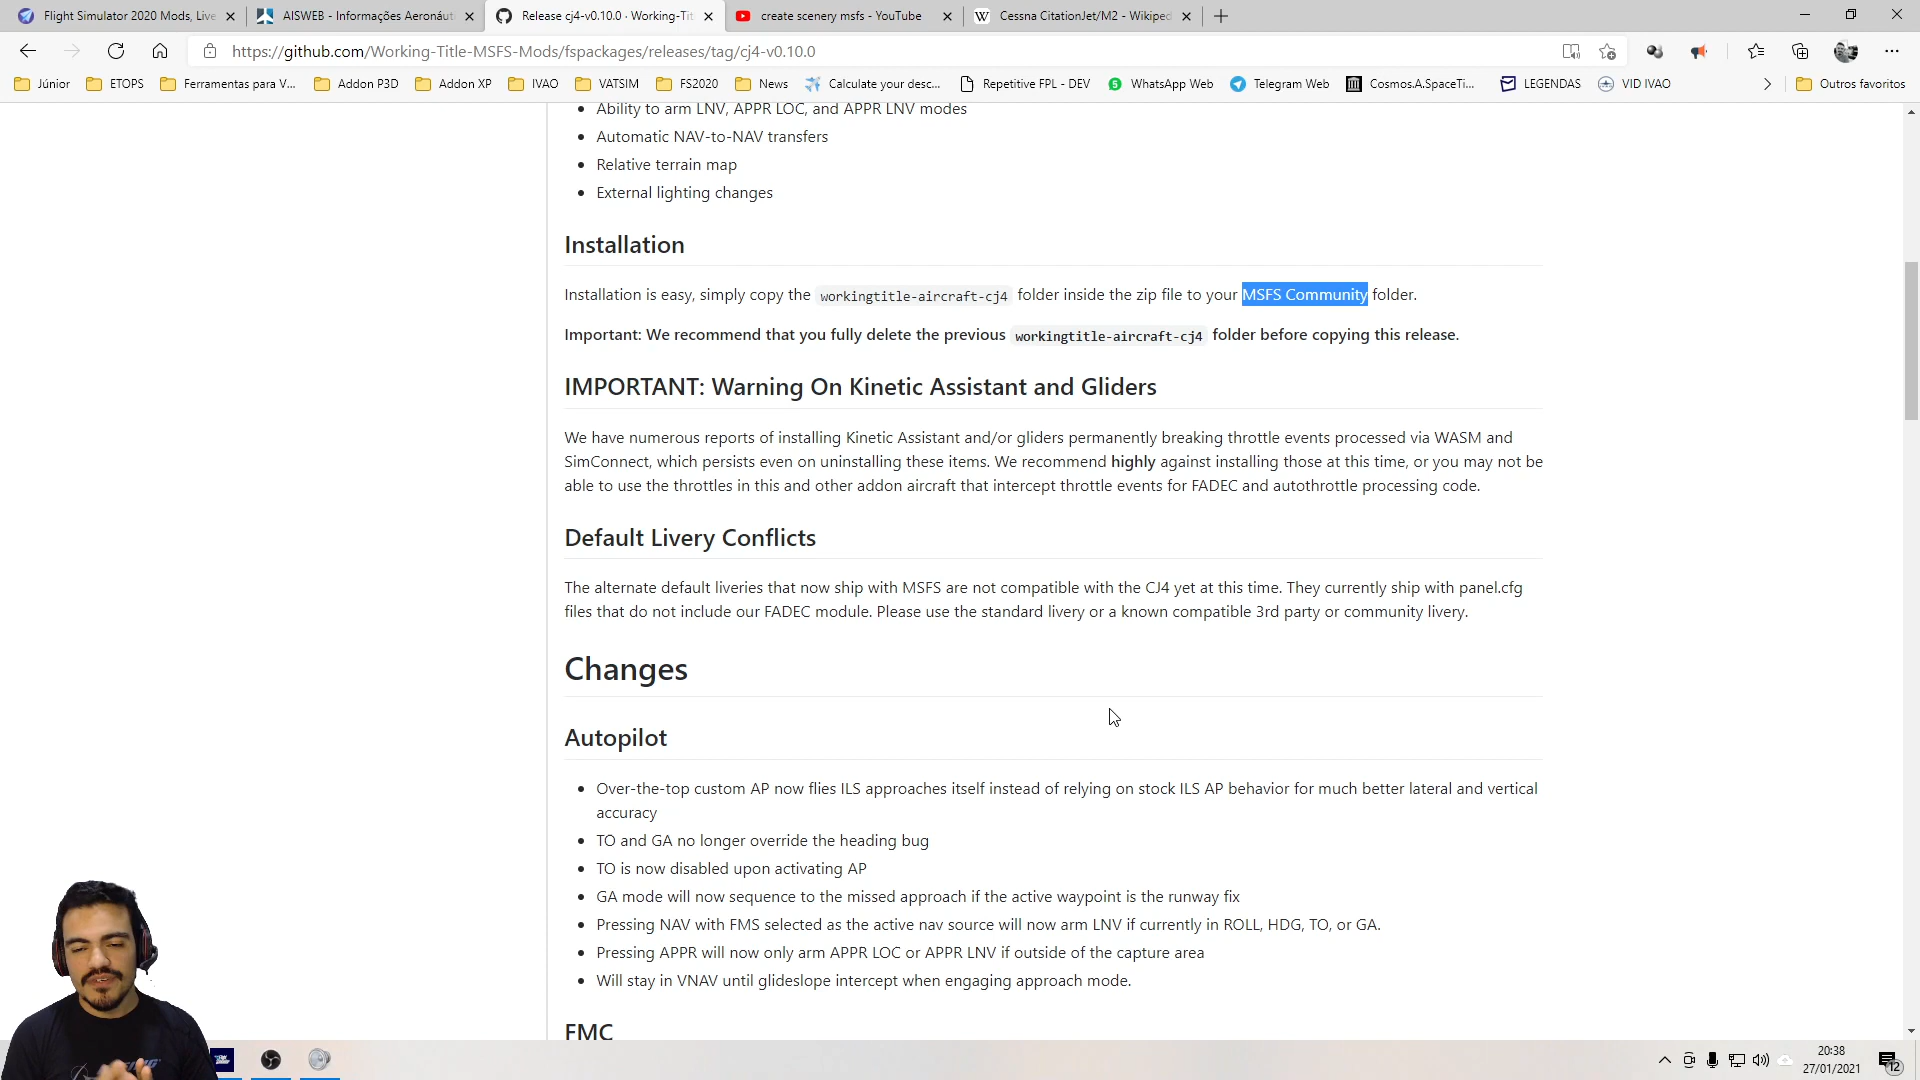 Flight Simulator 2020 Mods, Live
AISWEB - Informações Aeronáut
Release cj4-v0.10.0 · Working-Tit
create scenery msfs - YouTube
Cessna CitationJet/M2 - Wikiped
https://github.com/Working-Title-MSFS-Mods/fspackages/releases/tag/cj4-v0.10.0
Júnior ETOPS Ferramentas para V... Addon P3D Addon XP IVAO VATSIM FS2020 News Calculate your desc... Repetitive FPL - DEV WhatsApp Web Telegram Web Cosmos.A.SpaceTi... LEGENDAS VID IVAO Outros favoritos
• Ability to arm LNV, APPR LOC, and APPR LNV modes
• Automatic NAV-to-NAV transfers
• Relative terrain map
• External lighting changes
Installation
Installation is easy, simply copy the workingtitle-aircraft-cj4 folder inside the zip file to your MSFS Community folder.
Important: We recommend that you fully delete the previous workingtitle-aircraft-cj4 folder before copying this release.
IMPORTANT: Warning On Kinetic Assistant and Gliders
We have numerous reports of installing Kinetic Assistant and/or gliders permanently breaking throttle events processed via WASM and
SimConnect, which persists even on uninstalling these items. We recommend highly against installing those at this time, or you may not be
able to use the throttles in this and other addon aircraft that intercept throttle events for FADEC and autothrottle processing code.
Default Livery Conflicts
The alternate default liveries that now ship with MSFS are not compatible with the CJ4 yet at this time. They currently ship with panel.cfg
files that do not include our FADEC module. Please use the standard livery or a known compatible 3rd party or community livery.
Changes
Autopilot
• Over-the-top custom AP now flies ILS approaches itself instead of relying on stock ILS AP behavior for much better lateral and vertical
accuracy
• TO and GA no longer override the heading bug
• TO is now disabled upon activating AP
• GA mode will now sequence to the missed approach if the active waypoint is the runway fix
• Pressing NAV with FMS selected as the active nav source will now arm LNV if currently in ROLL, HDG, TO, or GA.
• Pressing APPR will now only arm APPR LOC or APPR LNV if outside of the capture area
• Will stay in VNAV until glideslope intercept when engaging approach mode.
FMC
20:38
27/01/2021
12